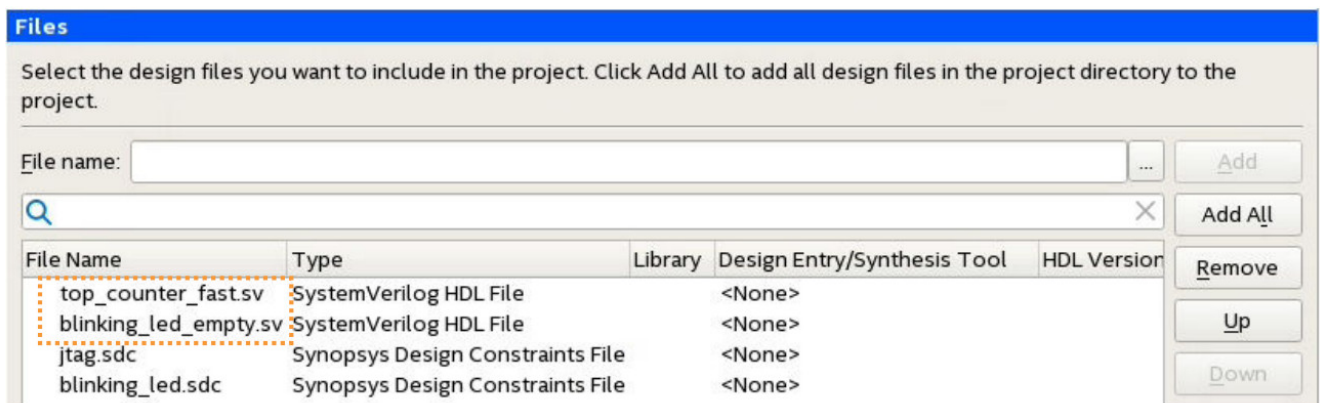 Files
Select the design files you want to include in the project. Click Add All to add all design files in the project directory to the
project.
File name: ... Add
Add All
File Name Type Library Design Entry/Synthesis Tool HDL Version
Remove
top_counter_fast.sv SystemVerilog HDL File <None>
blinking_led_empty.sv SystemVerilog HDL File <None>
Up
jtag.sdc Synopsys Design Constraints File <None>
blinking_led.sdc Synopsys Design Constraints File <None>
Down